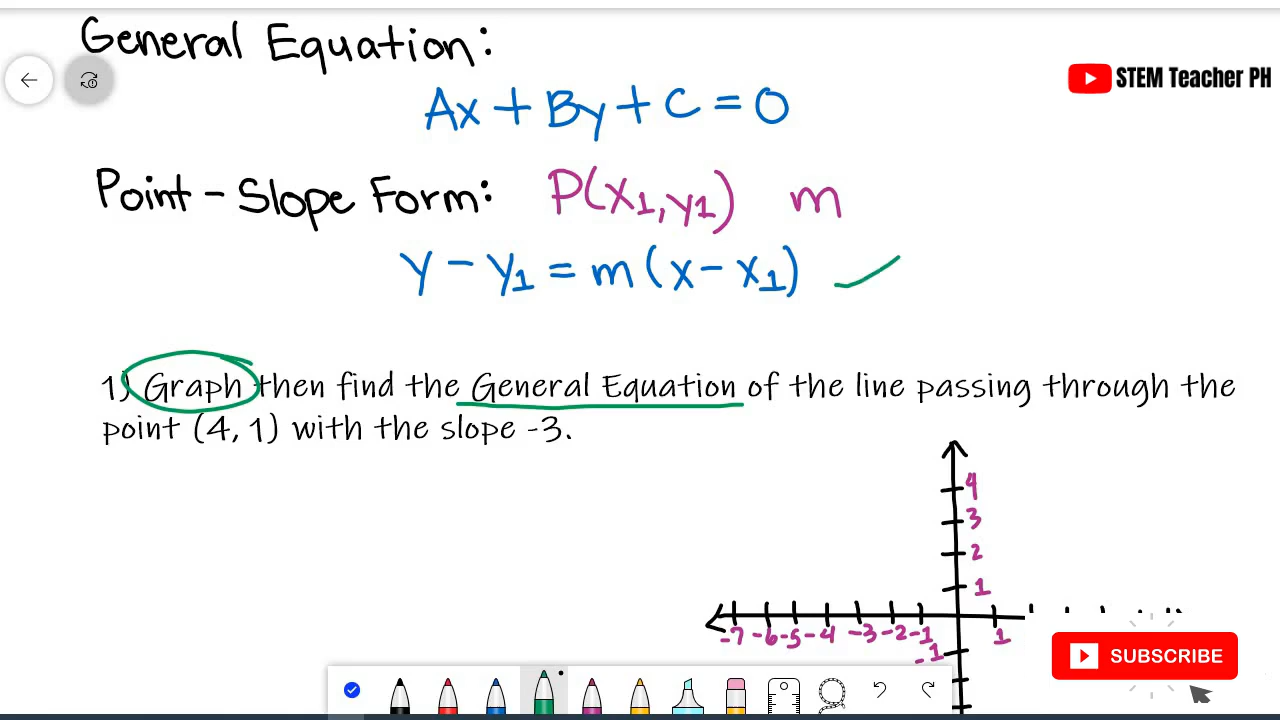 General Equation:
STEM Teacher PH
Ax + By + C = 0
Point-Slope Form: P(x1, y1) m
y - y1 = m(x - x1)
1) Graph then find the General Equation of the line passing through the
point (4, 1) with the slope -3.
4
3
2
1
-7 -6 -5 -4 -3 -2 -1 1
-1
SUBSCRIBE